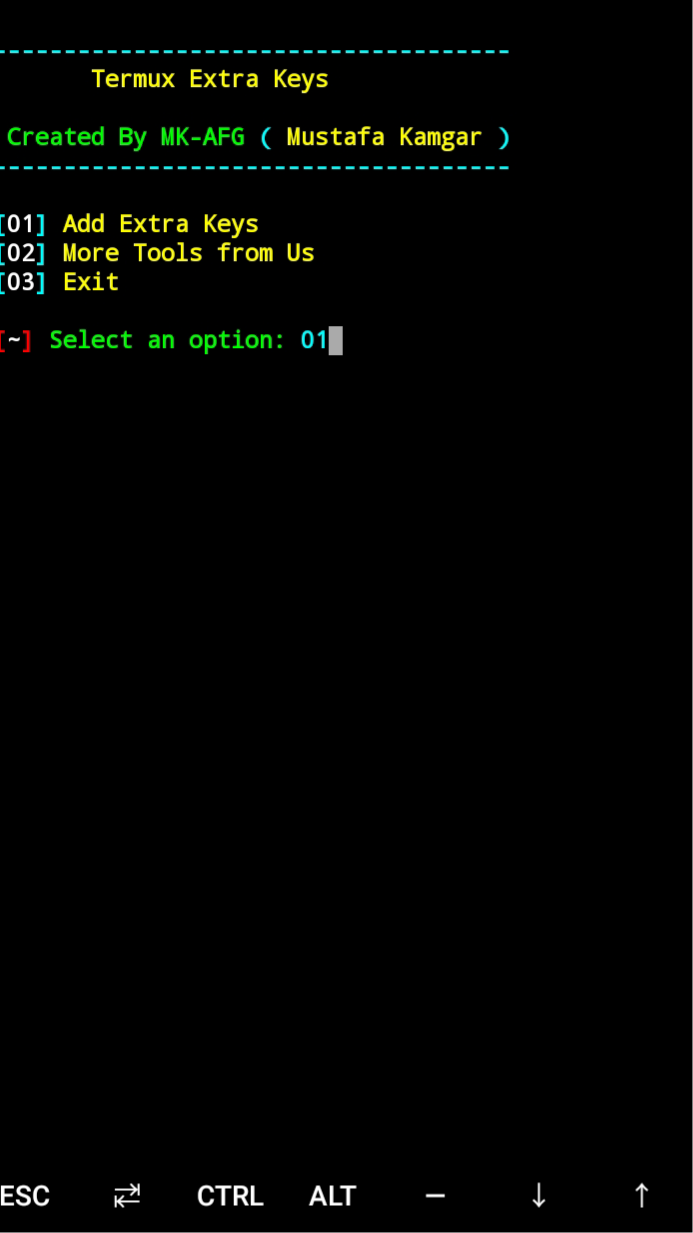 ------------------------------------
Termux Extra Keys
Created By MK-AFG ( Mustafa Kamgar )
------------------------------------
[01] Add Extra Keys
[02] More Tools from Us
[03] Exit
[~] Select an option: 01
ESC ⇄ CTRL ALT — ↓ ↑